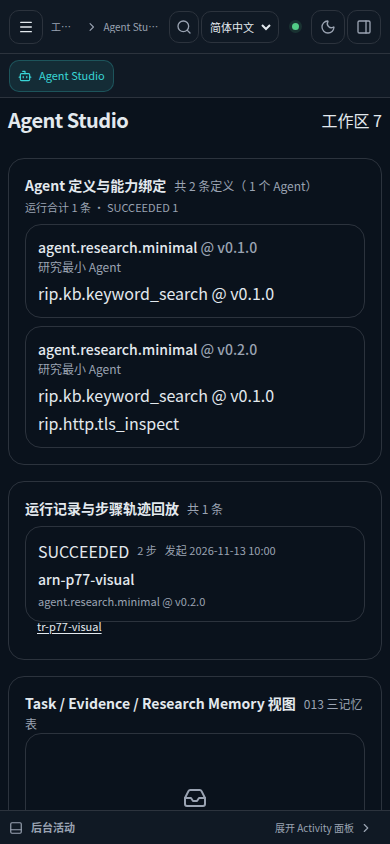 工…
Agent Stu…
简体中文
Agent Studio
Agent Studio
工作区 7
Agent 定义与能力绑定 共 2 条定义（ 1 个 Agent）
运行合计 1 条 · SUCCEEDED 1
agent.research.minimal @ v0.1.0
研究最小 Agent
rip.kb.keyword_search @ v0.1.0
agent.research.minimal @ v0.2.0
研究最小 Agent
rip.kb.keyword_search @ v0.1.0
rip.http.tls_inspect
运行记录与步骤轨迹回放 共 1 条
SUCCEEDED 2 步 发起 2026-11-13 10:00
arn-p77-visual
agent.research.minimal @ v0.2.0
tr-p77-visual
Task / Evidence / Research Memory 视图 013 三记忆
表
后台活动
展开 Activity 面板